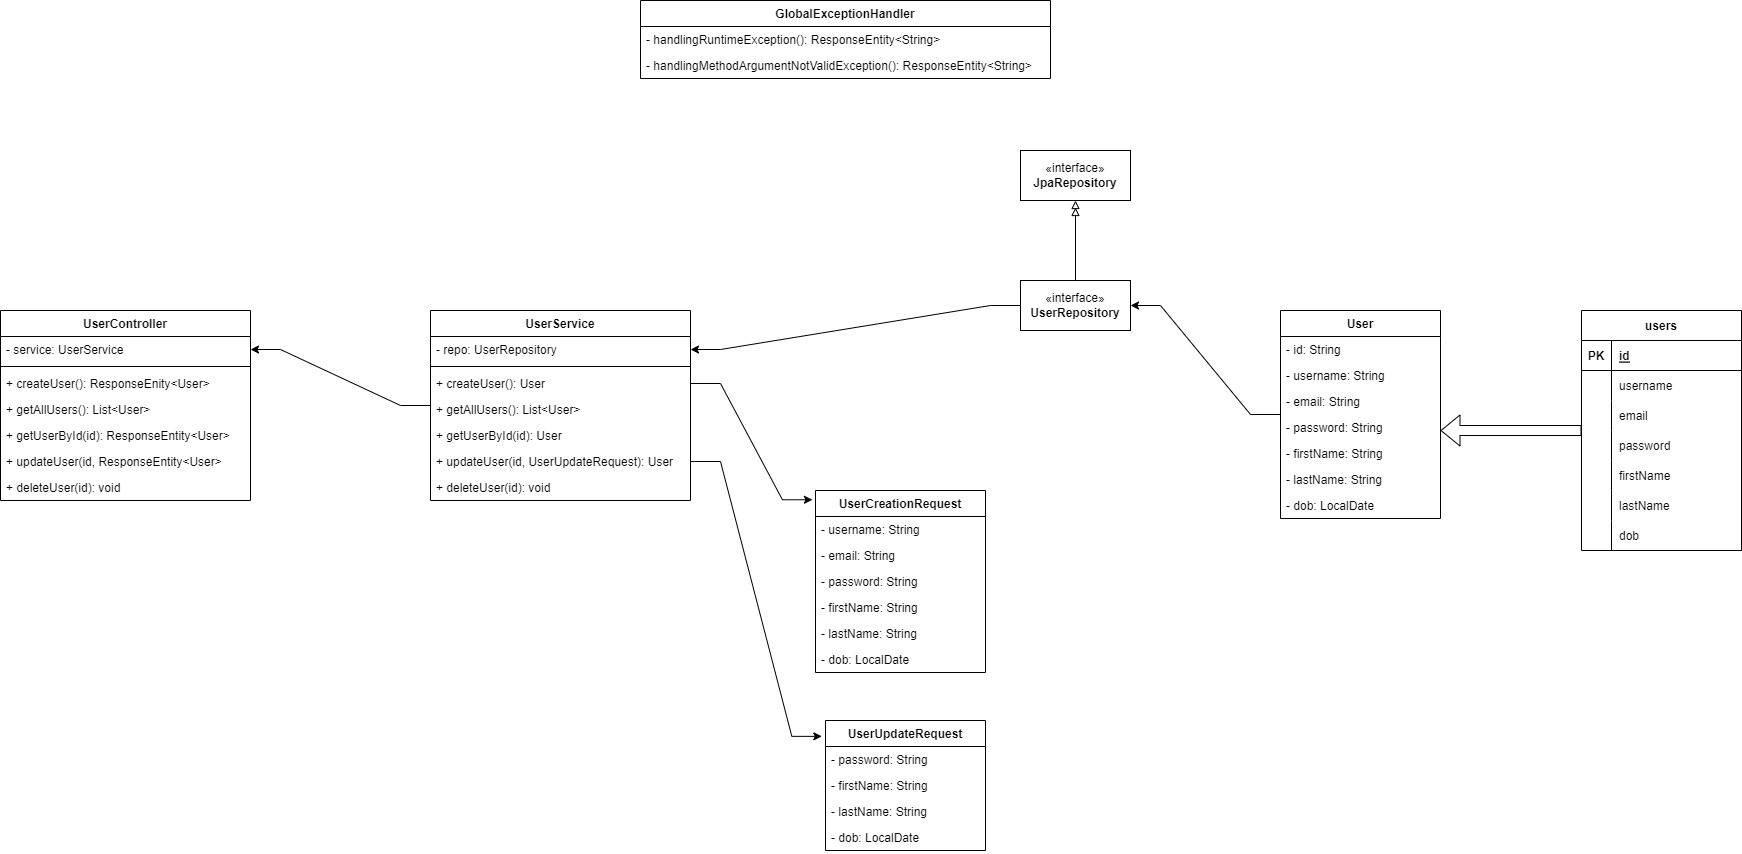 GlobalExceptionHandler
- handlingRuntimeException(): ResponseEntity<String>
- handlingMethodArgumentNotValidException(): ResponseEntity<String>
«interface»
JpaRepository
«interface»
UserRepository
UserController
- service: UserService
+ createUser(): ResponseEnity<User>
+ getAllUsers(): List<User>
+ getUserById(id): ResponseEntity<User>
+ updateUser(id, ResponseEntity<User>
+ deleteUser(id): void
UserService
- repo: UserRepository
+ createUser(): User
+ getAllUsers(): List<User>
+ getUserById(id): User
+ updateUser(id, UserUpdateRequest): User
+ deleteUser(id): void
User
- id: String
- username: String
- email: String
- password: String
- firstName: String
- lastName: String
- dob: LocalDate
users
PK id
username
email
password
firstName
lastName
dob
UserCreationRequest
- username: String
- email: String
- password: String
- firstName: String
- lastName: String
- dob: LocalDate
UserUpdateRequest
- password: String
- firstName: String
- lastName: String
- dob: LocalDate